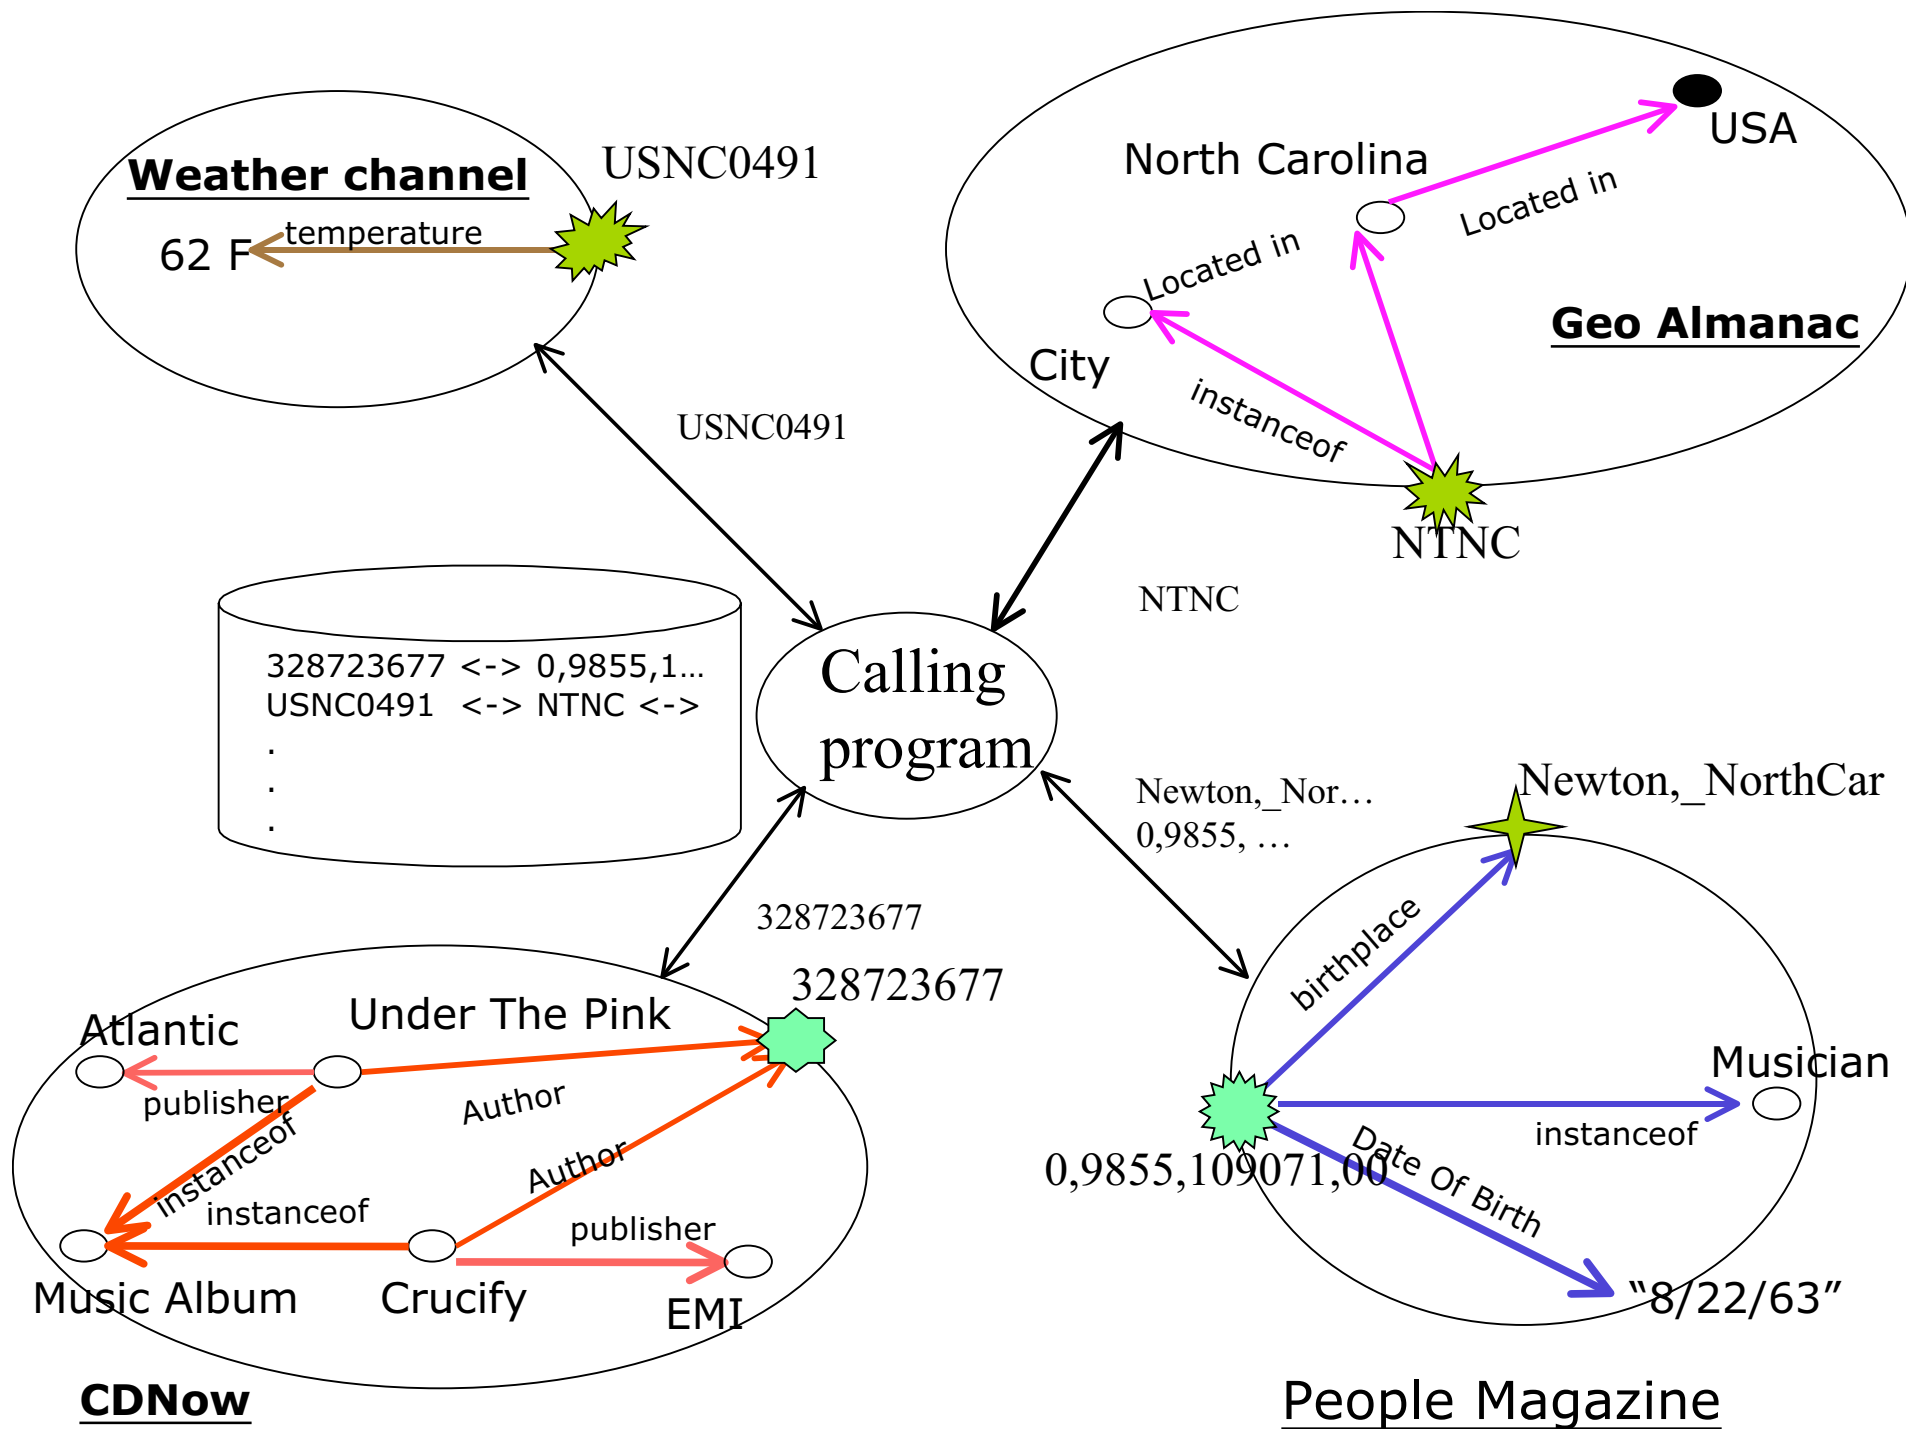 Weather channel
USNC0491
temperature
62 F
USNC0491
USA
North Carolina
Located in
Located in
Geo Almanac
City
instanceof
NTNC
NTNC
328723677 <-> 0,9855,1...
USNC0491 <-> NTNC <->
.
.
.
Calling
program
Newton,_Nor…
0,9855, …
Newton,_NorthCar
birthplace
Musician
instanceof
0,9855,109071,00
Date Of Birth
“8/22/63”
People Magazine
328723677
328723677
Under The Pink
Atlantic
publisher
Author
instanceof
Author
instanceof
publisher
Music Album
Crucify
EMI
CDNow